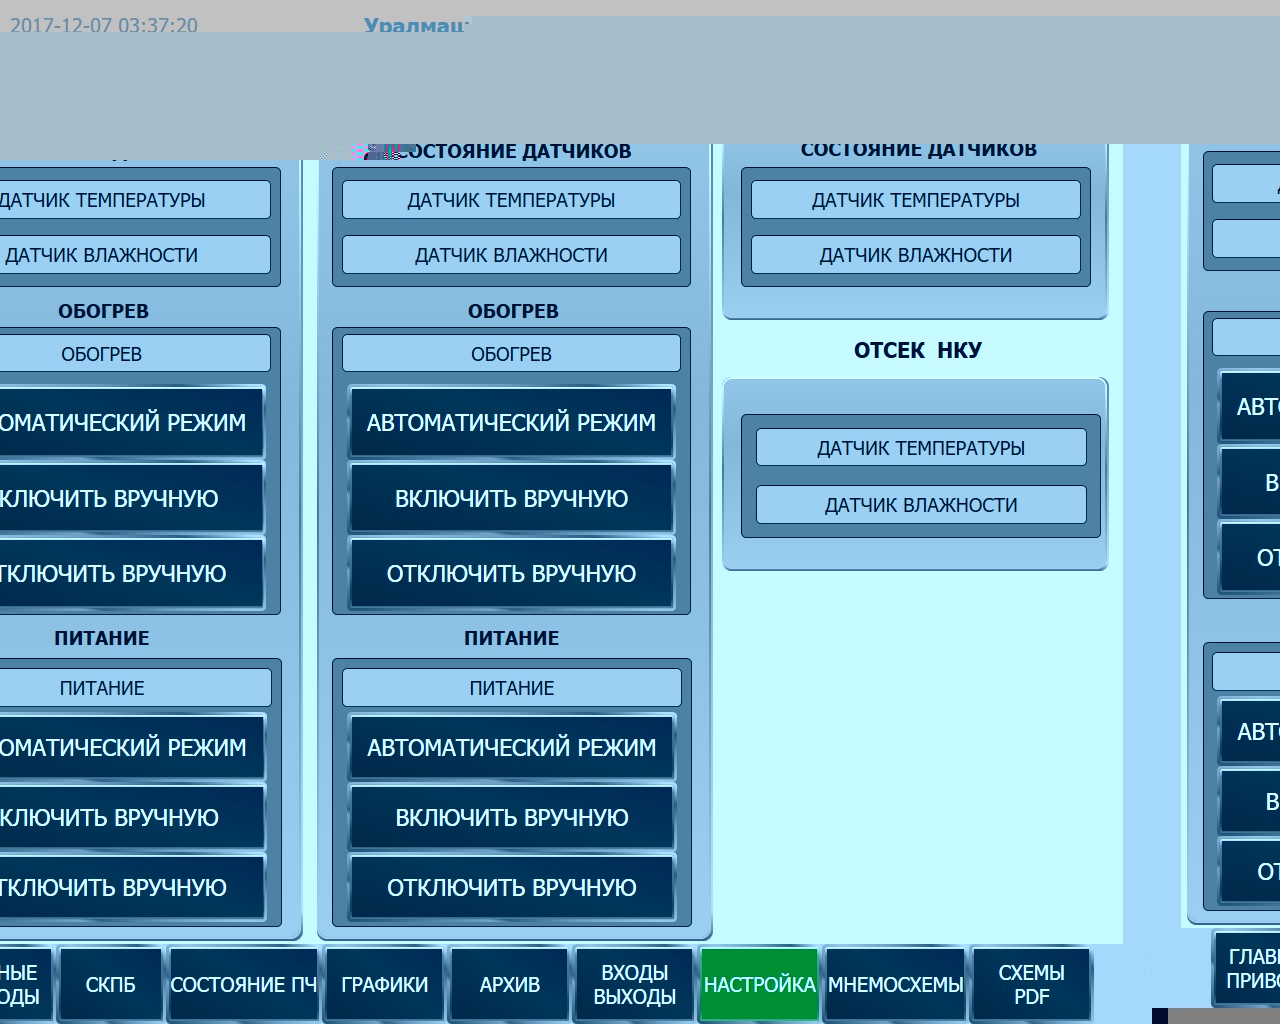 2017-12-07 03:37:20
СОСТОЯНИЕ ДАТЧИКОВ
СОСТОЯНИЕ ДАТЧИКОВ
ДАТЧИК ТЕМПЕРАТУРЫ
ДАТЧИК ТЕМПЕРАТУРЫ
ДАТЧИК ТЕМПЕРАТУРЫ
ДАТЧИК ВЛАЖНОСТИ
ДАТЧИК ВЛАЖНОСТИ
ДАТЧИК ВЛАЖНОСТИ
ОБОГРЕВ
ОБОГРЕВ
ОБОГРЕВ
ОБОГРЕВ
ОТСЕК НКУ
ОМАТИЧЕСКИЙ РЕЖИМ
АВТОМАТИЧЕСКИЙ РЕЖИМ
АВТО
ДАТЧИК ТЕМПЕРАТУРЫ
КЛЮЧИТЬ ВРУЧНУЮ
ВКЛЮЧИТЬ ВРУЧНУЮ
В
ДАТЧИК ВЛАЖНОСТИ
ТКЛЮЧИТЬ ВРУЧНУЮ
ОТКЛЮЧИТЬ ВРУЧНУЮ
ОТ
ПИТАНИЕ
ПИТАНИЕ
ПИТАНИЕ
ПИТАНИЕ
ОМАТИЧЕСКИЙ РЕЖИМ
АВТОМАТИЧЕСКИЙ РЕЖИМ
АВТ
КЛЮЧИТЬ ВРУЧНУЮ
ВКЛЮЧИТЬ ВРУЧНУЮ
В
ТКЛЮЧИТЬ ВРУЧНУЮ
ОТКЛЮЧИТЬ ВРУЧНУЮ
ОТ
НЫЕ
ОДЫ
СКПБ
СОСТОЯНИЕ ПЧ
ГРАФИКИ
АРХИВ
ВХОДЫ
ВЫХОДЫ
НАСТРОЙКА
МНЕМОСХЕМЫ
СХЕМЫ
PDF
ГЛАВ
ПРИВО